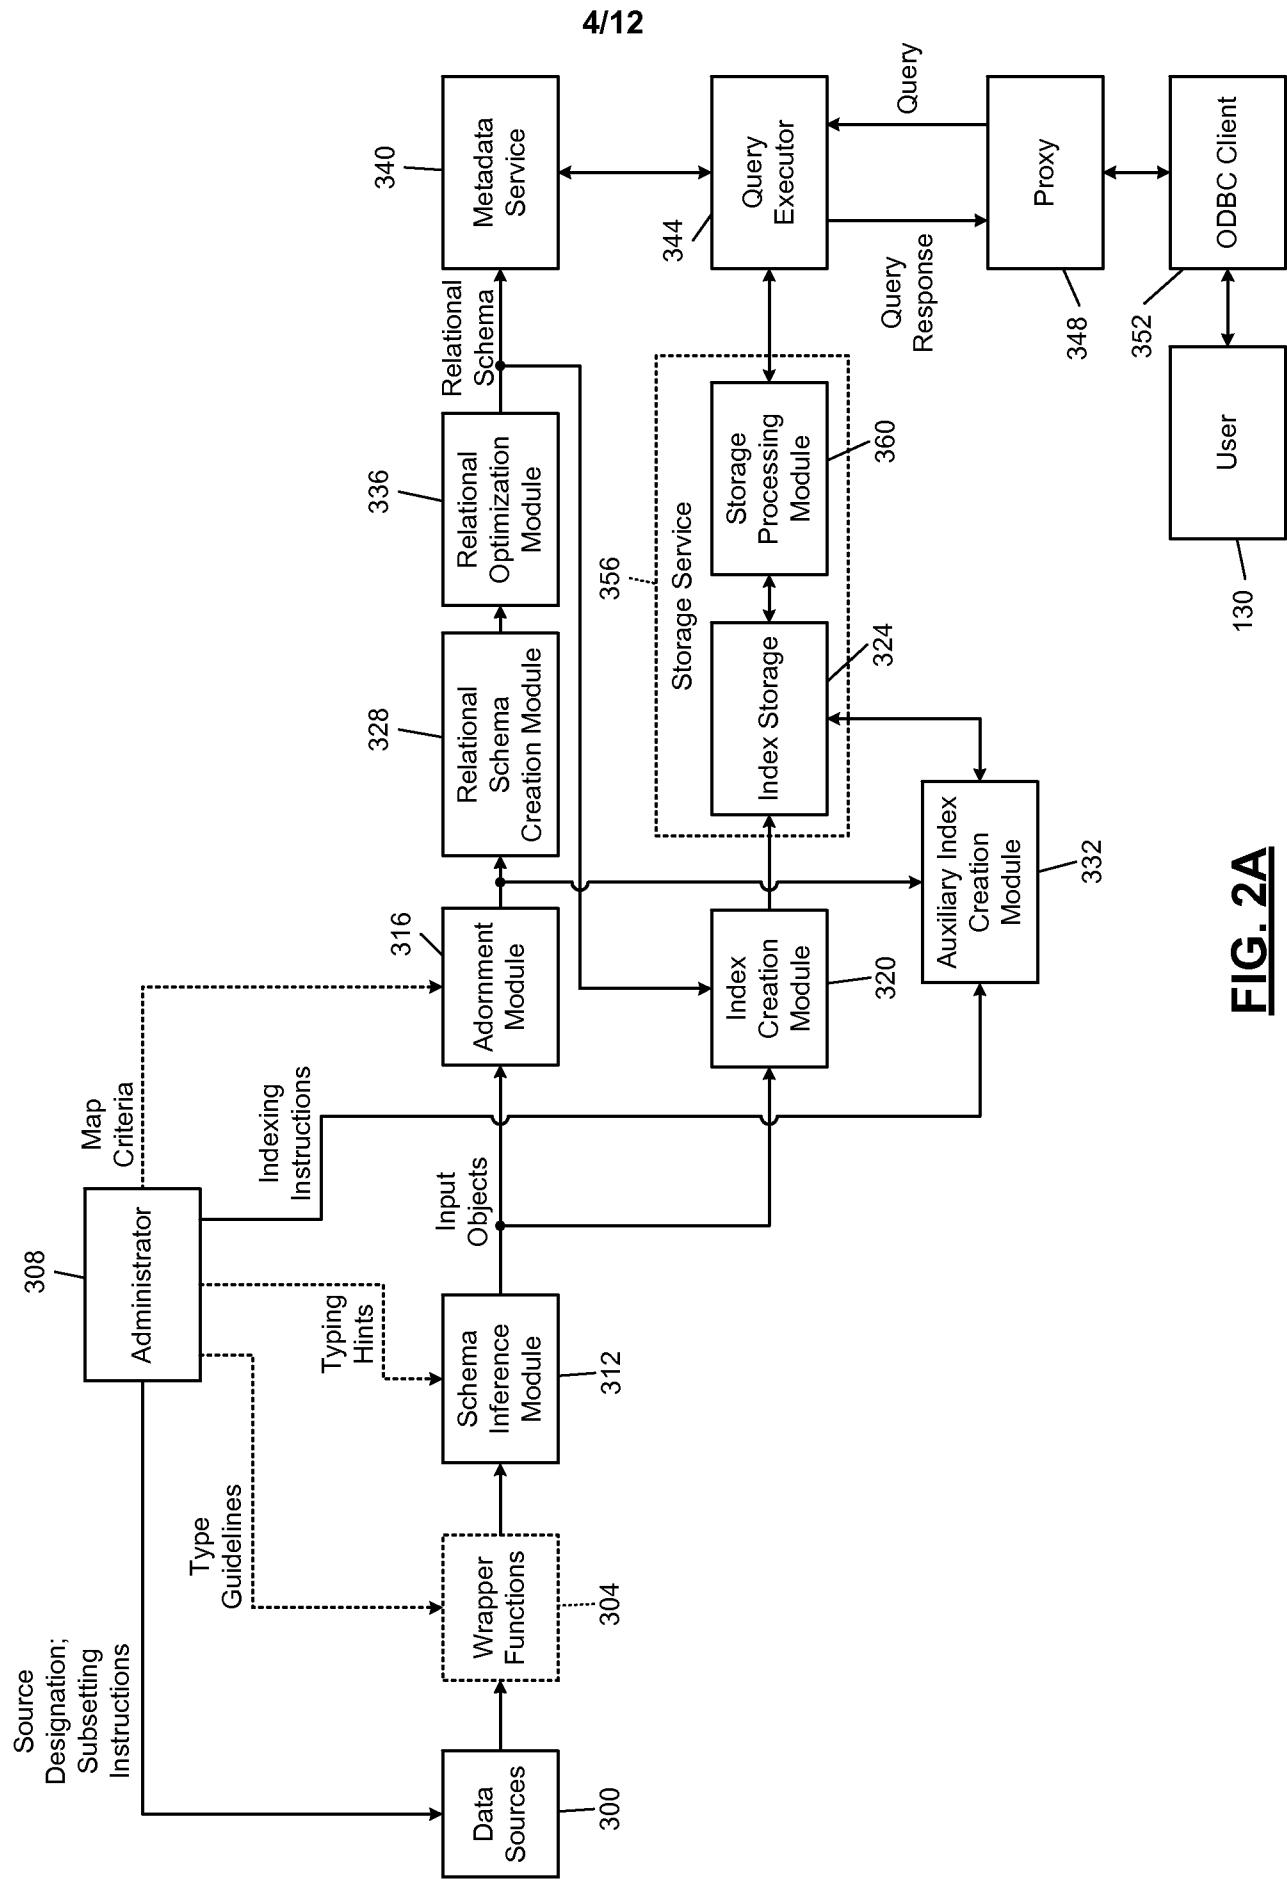 4/12
Source
Designation;
Subsetting
Instructions
Type
Guidelines
Typing
Hints
308
Administrator
Map
Criteria
Indexing
Instructions
Data
Sources
300
Wrapper
Functions
304
Schema
Inference
Module
312
Input
Objects
316
Adornment
Module
328
Relational
Schema
Creation Module
336
Relational
Optimization
Module
Relational
Schema
340
Metadata
Service
Index
Creation
Module
320
356
Storage Service
Index Storage
324
Storage
Processing
Module
360
344
Query
Executor
Auxiliary Index
Creation
Module
332
Query
Response
Query
348
Proxy
130
User
352
ODBC Client
FIG. 2A